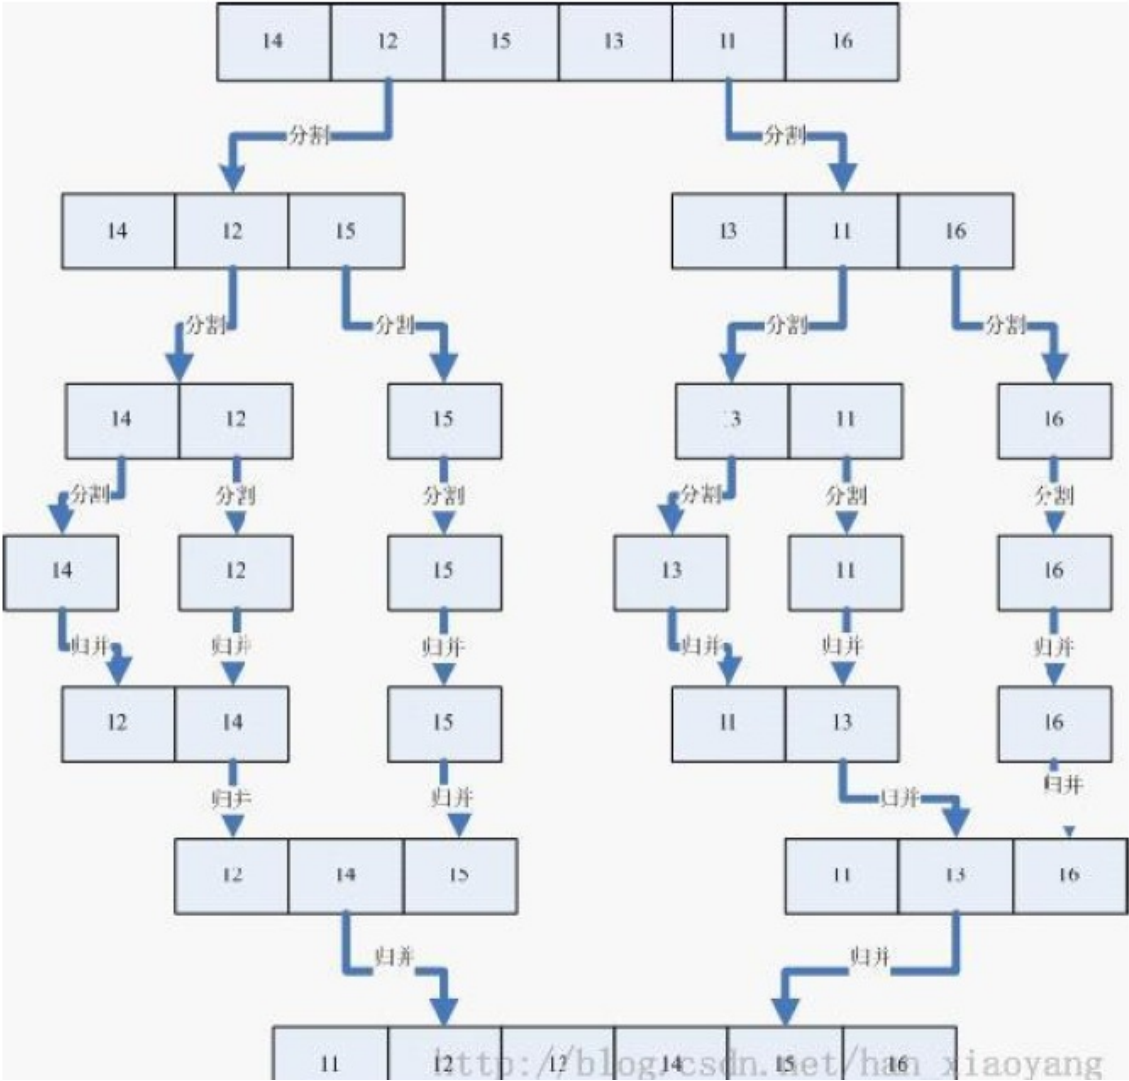 14 12 15 13 11 16
分割 分割
14 12 15 13 11 16
分割 分割 分割 分割
14 12 15 13 11 16
分割 分割 分割 分割 分割 分割
14 12 15 13 11 16
归并 归并 归并 归并 归并 归并
12 14 15 11 13 16
归并 归并 归并 归并
12 14 15 11 13 16
归并 归并
11 12 13 14 15 16
http://blog.csdn.net/han_xiaoyang